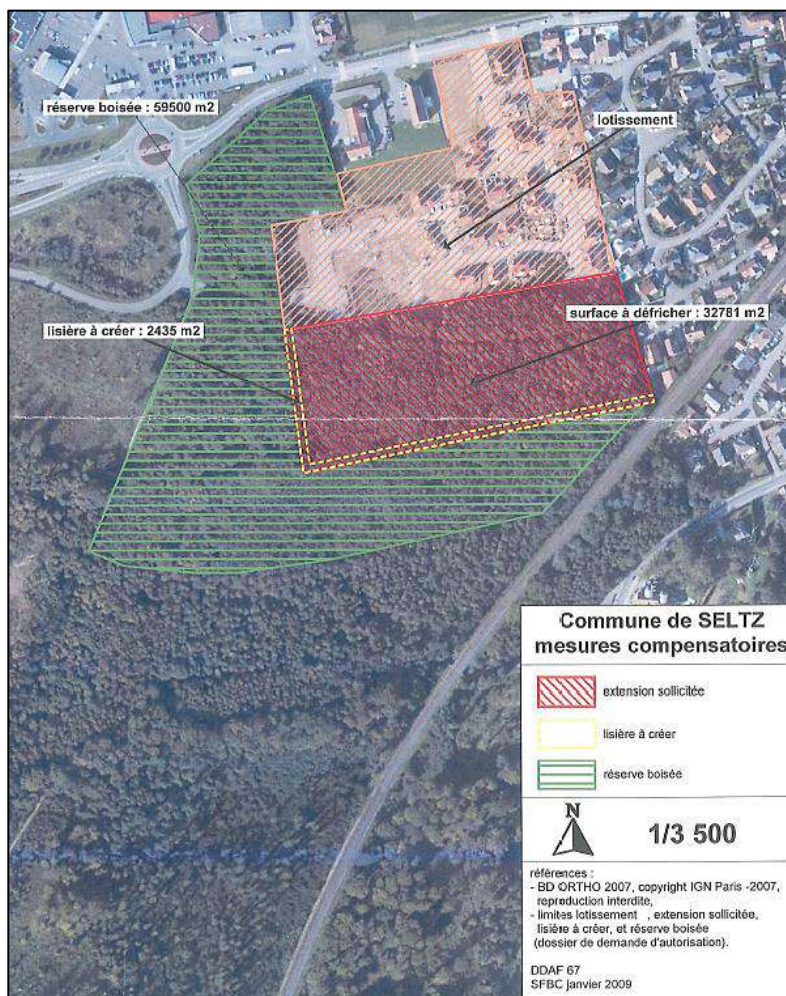 réserve boisée : 59500 m2
lotissement
surface à défricher : 32781 m2
lisière à créer : 2435 m2
Commune de SELTZ
mesures compensatoires
extension sollicitée
lisière à créer
réserve boisée
N
1/3 500
références :
- BD ORTHO 2007, copyright IGN Paris -2007,
reproduction interdite,
- limites lotissement , extension sollicitée,
lisière à créer, et réserve boisée
(dossier de demande d'autorisation).
DDAF 67
SFBC janvier 2009